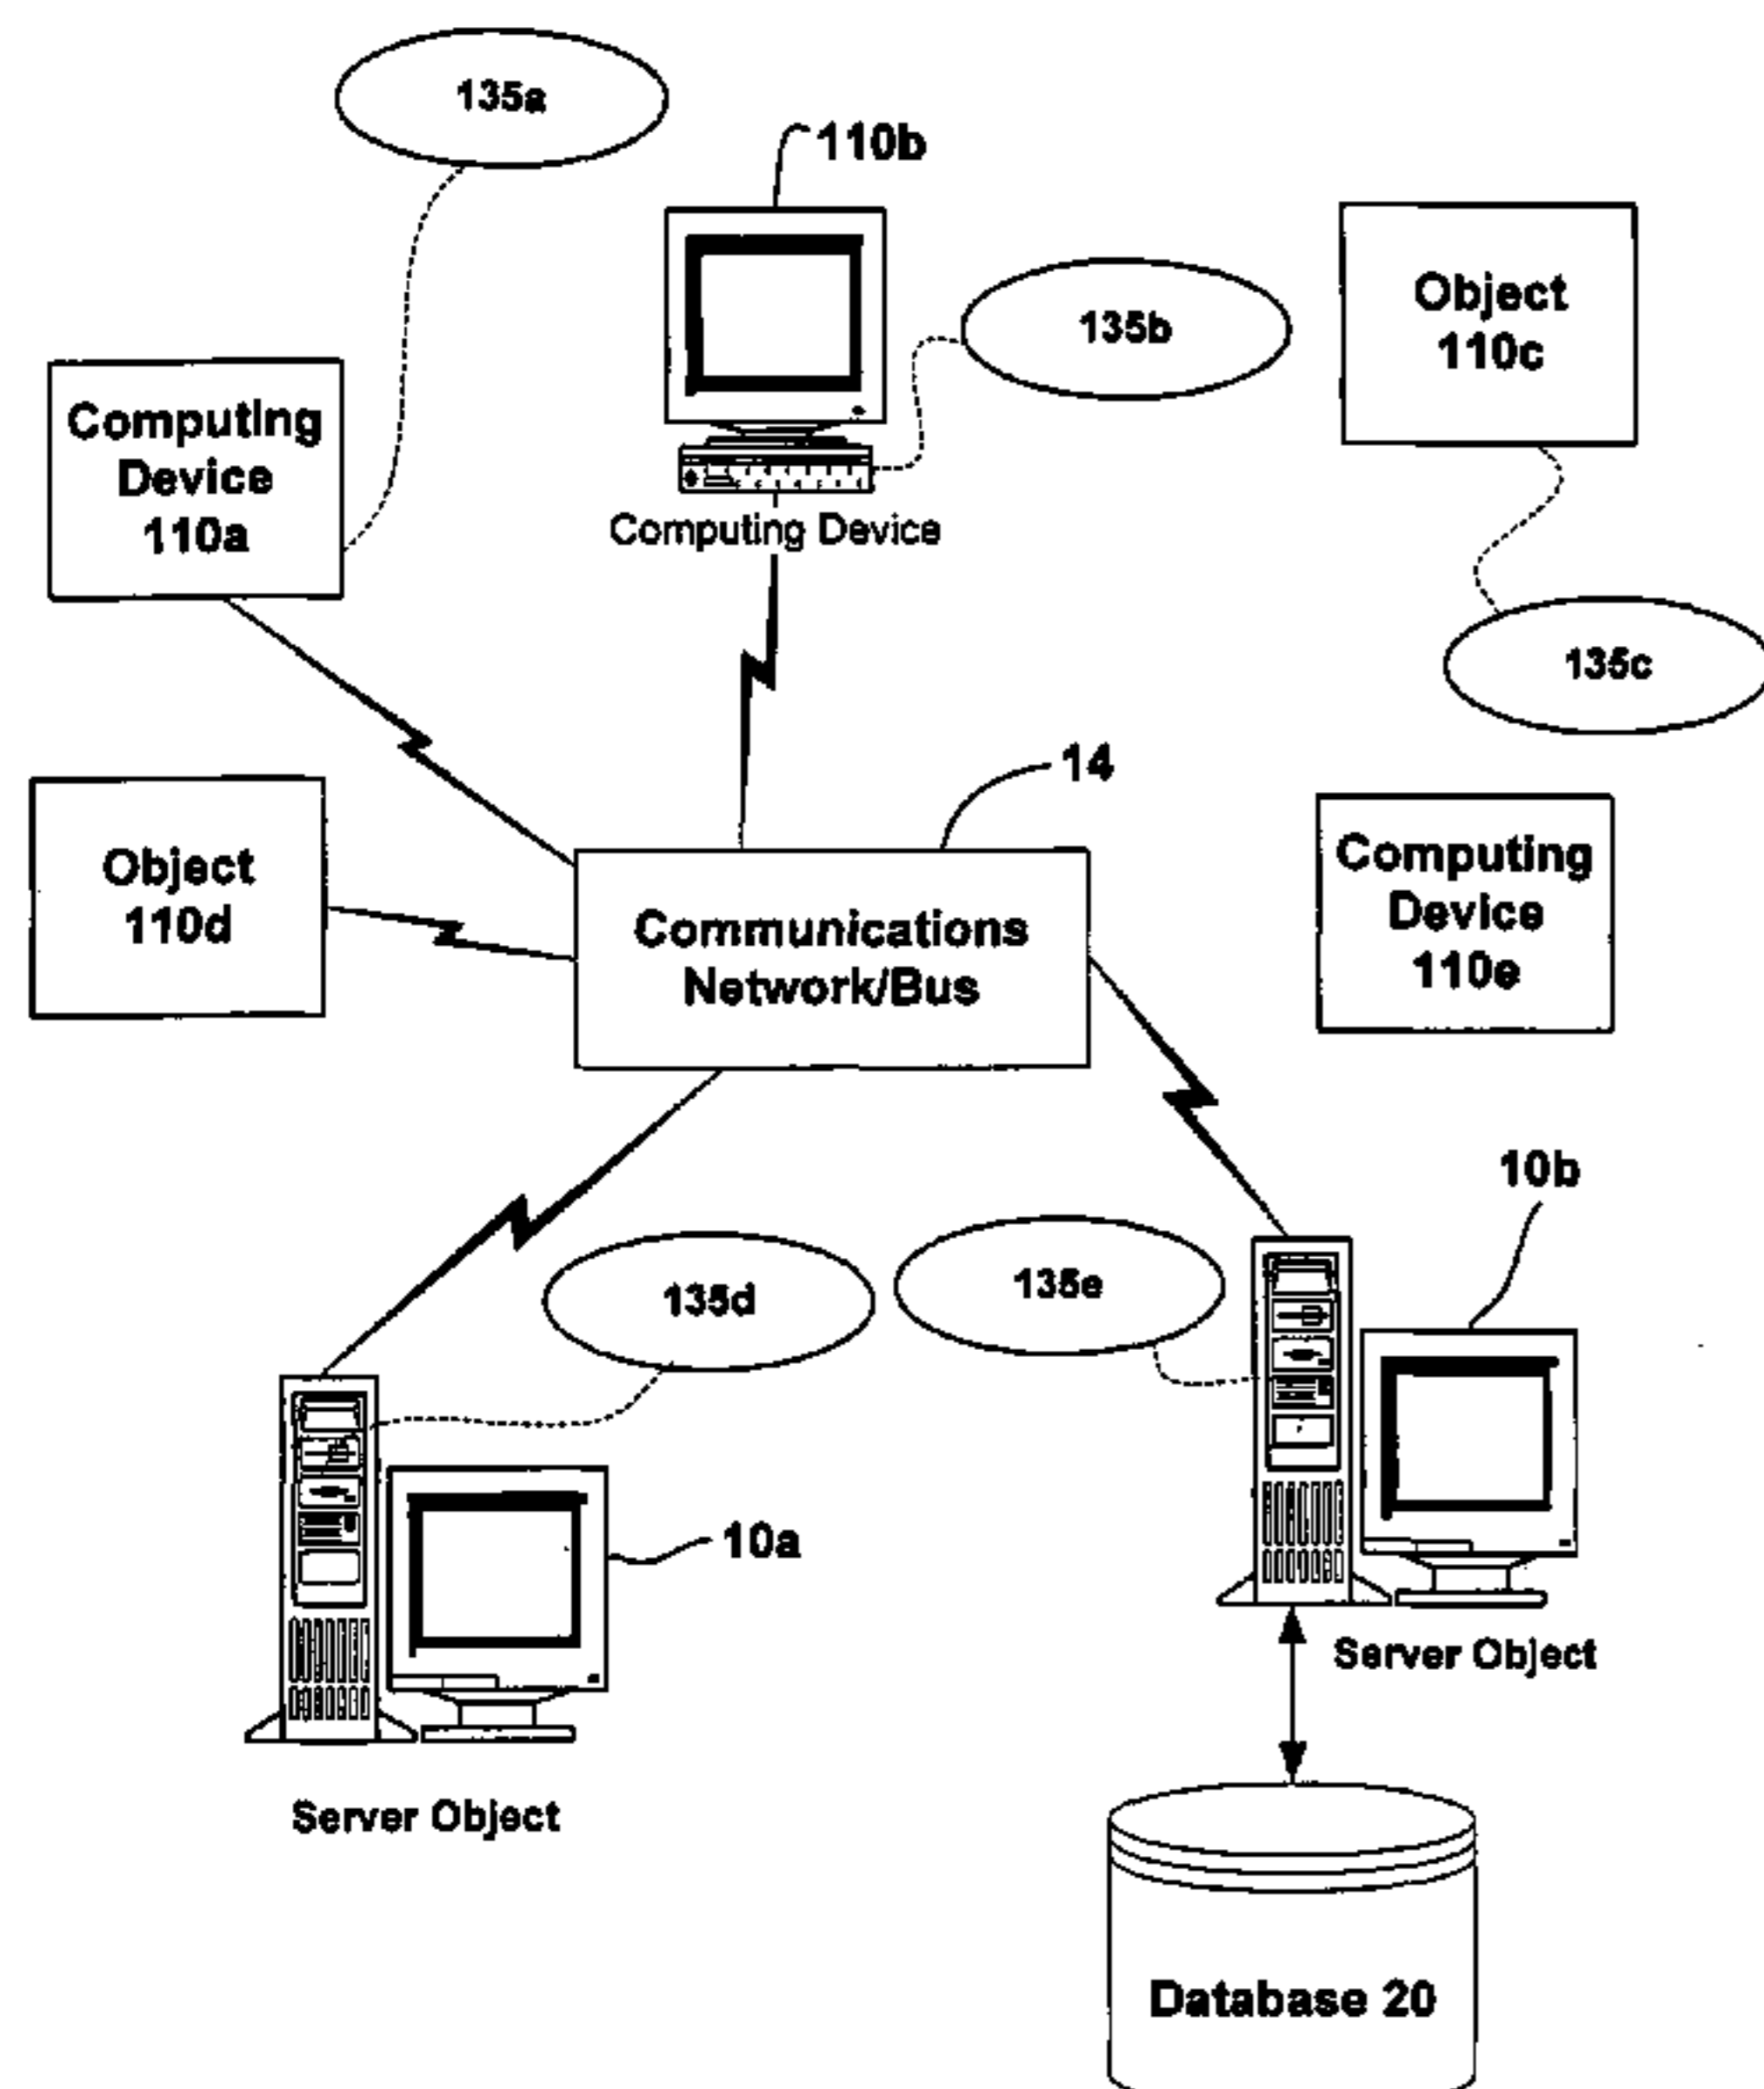 135a
110b
Object
110c
135b
Computing
Device
110a
Computing Device
135c
14
Object
110d
Communications
Network/Bus
Computing
Device
110e
10b
135d
135e
10a
Server Object
Server Object
Database 20